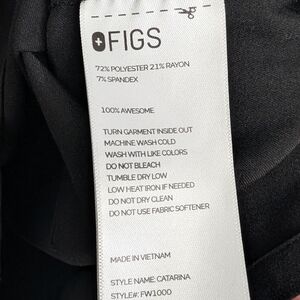 FIGS
72% POLYESTER 21% RAYON
7% SPANDEX
100% AWESOME
TURN GARMENT INSIDE OUT
MACHINE WASH COLD
WASH WITH LIKE COLORS
DO NOT BLEACH
TUMBLE DRY LOW
LOW HEAT IRON IF NEEDED
DO NOT DRY CLEAN
DO NOT USE FABRIC SOFTENER
MADE IN VIETNAM
STYLE NAME: CATARINA
STYLE#: FW1000